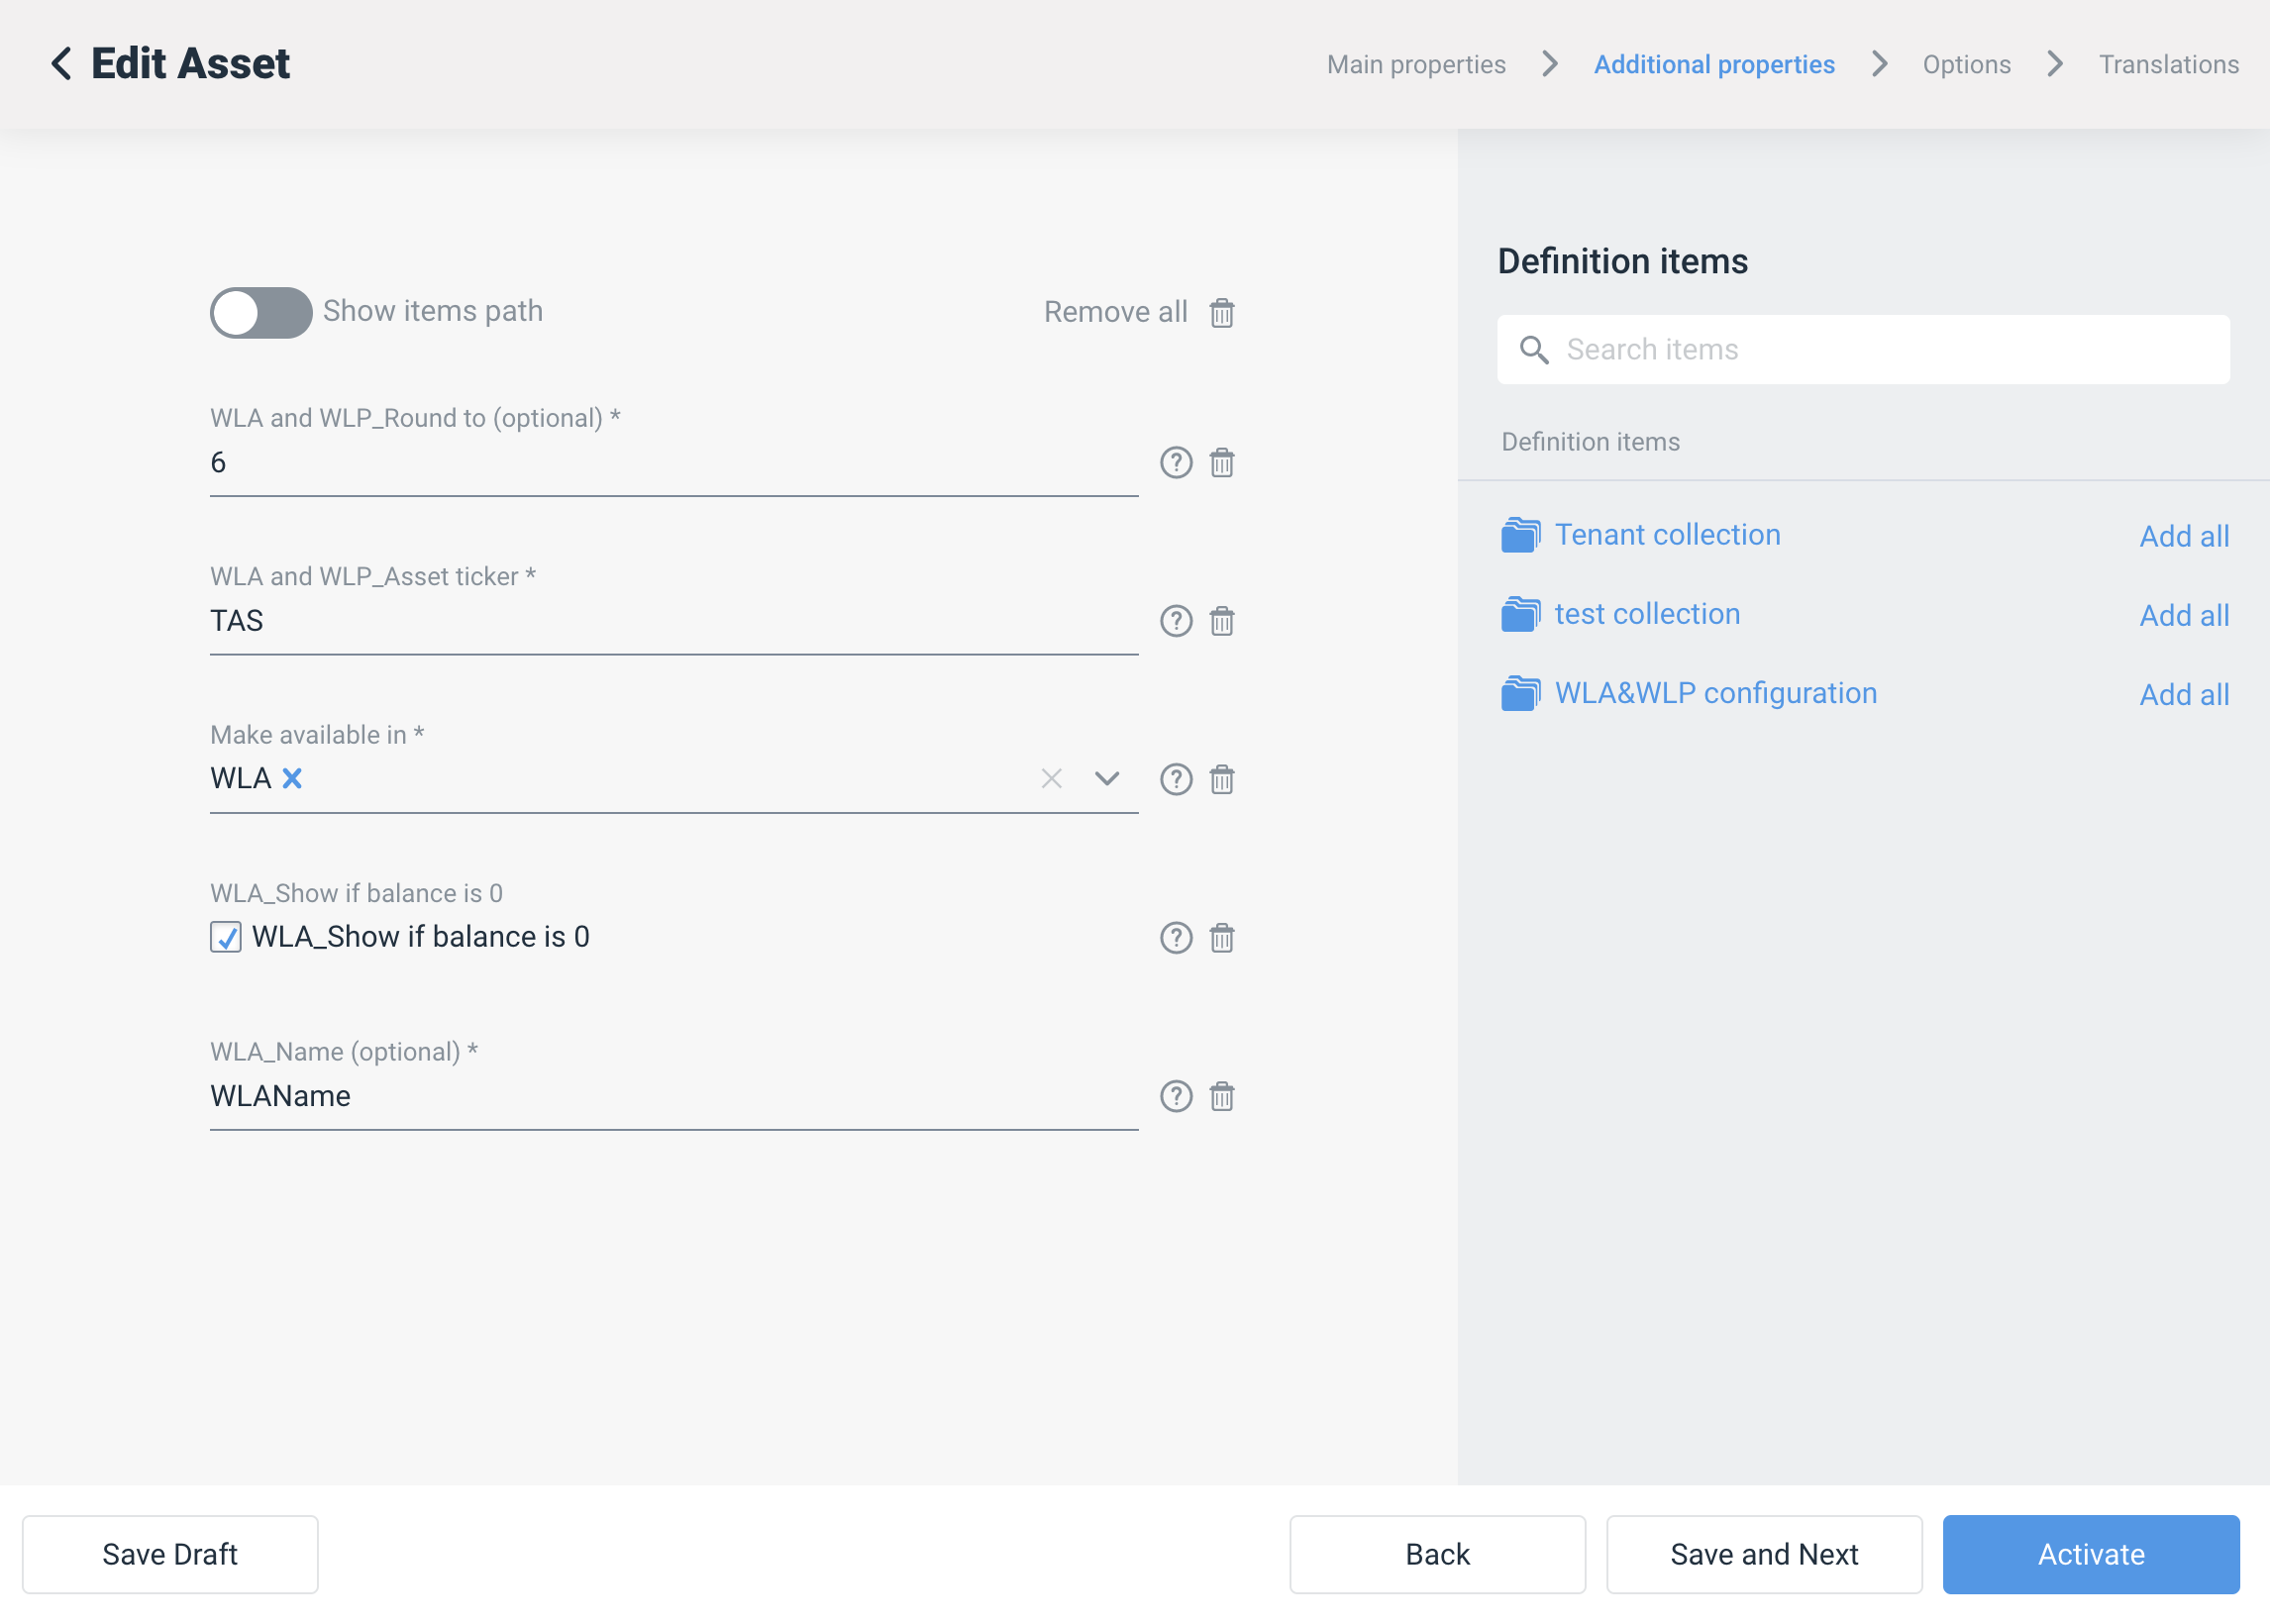 Edit Asset
Main properties
Additional properties
Options
Translations
Show items path
Remove all
WLA and WLP_Round to (optional) *
6
WLA and WLP_Asset ticker *
TAS
Make available in *
WLA
WLA_Show if balance is 0
WLA_Show if balance is 0
WLA_Name (optional) *
WLAName
Definition items
Search items
Definition items
Tenant collection
Add all
test collection
Add all
WLA&WLP configuration
Add all
Save Draft
Back
Save and Next
Activate